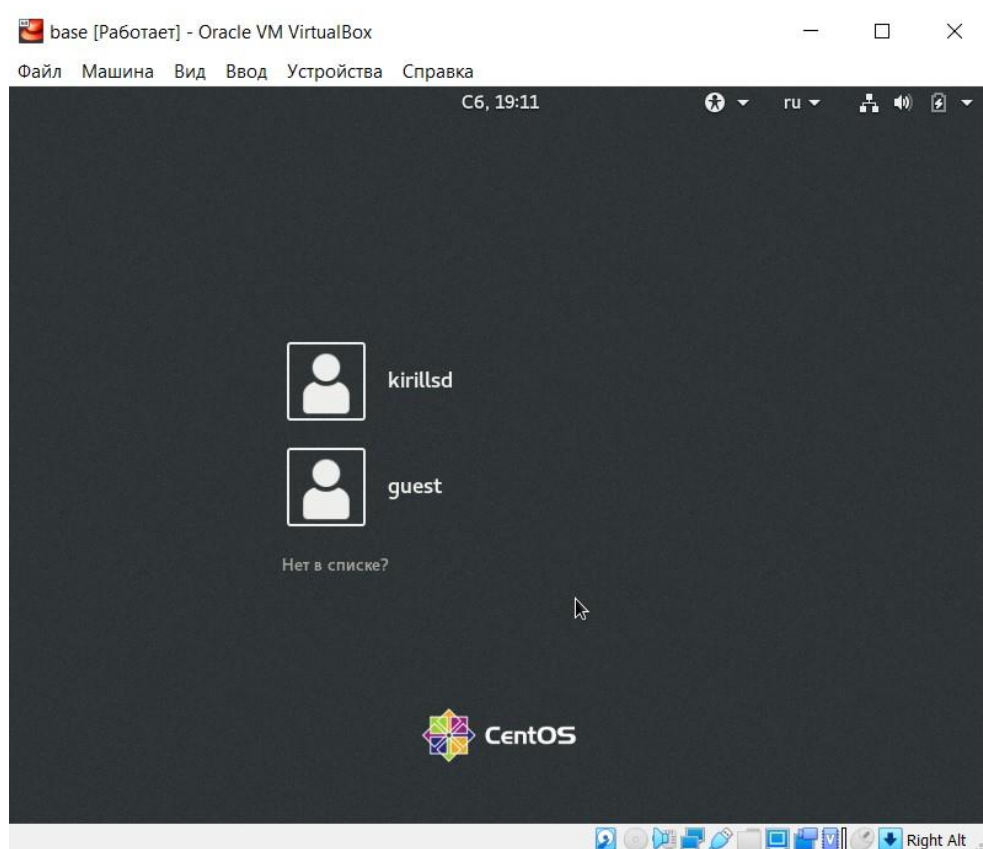 base [Работает] - Oracle VM VirtualBox
Файл Машина Вид Ввод Устройства Справка
Сб, 19:11 ru
kirillsd
guest
Нет в списке?
CentOS
Right Alt